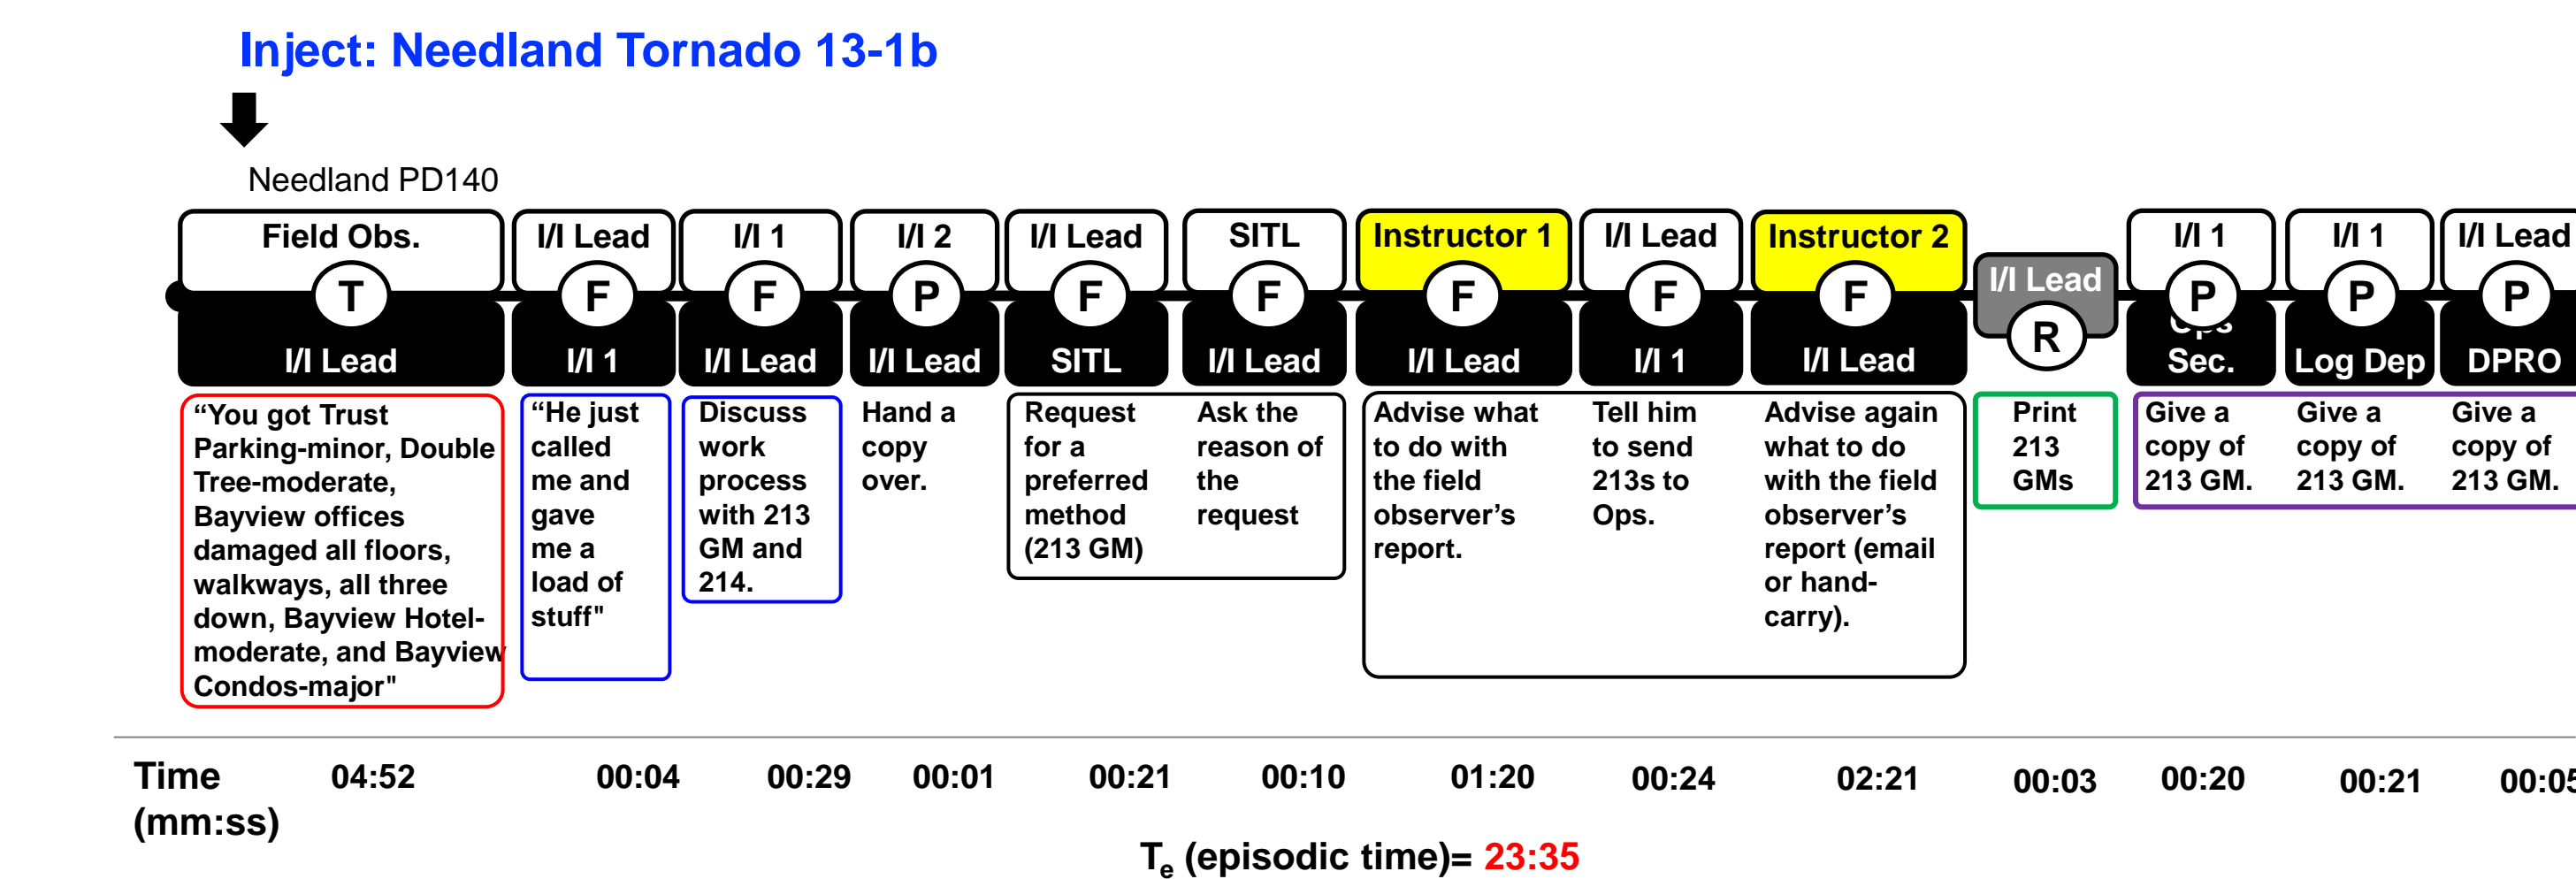 Inject: Needland Tornado 13-1b
Needland PD140
Field Obs.
T
I/I Lead
I/I Lead
F
I/I 1
I/I 1
F
I/I Lead
I/I 2
P
I/I Lead
I/I Lead
F
SITL
SITL
F
I/I Lead
Instructor 1
F
I/I Lead
I/I Lead
F
I/I 1
Instructor 2
F
I/I Lead
I/I Lead
R
I/I 1
P
Ops
Sec.
I/I 1
P
Log Dep
I/I Lead
P
DPRO
“You got Trust
Parking-minor, Double
Tree-moderate,
Bayview offices
damaged all floors,
walkways, all three
down, Bayview Hotel-
moderate, and Bayview
Condos-major"
“He just
called
me and
gave
me a
load of
stuff"
Discuss
work
process
with 213
GM and
214.
Hand a
copy
over.
Request
for a
preferred
method
(213 GM)
Ask the
reason of
the
request
Advise what
to do with
the field
observer’s
report.
Tell him
to send
213s to
Ops.
Advise again
what to do
with the field
observer’s
report (email
or hand-
carry).
Print
213
GMs
Give a
copy of
213 GM.
Give a
copy of
213 GM.
Give a
copy of
213 GM.
Time
(mm:ss)
04:52
00:04
00:29
00:01
00:21
00:10
01:20
00:24
02:21
00:03
00:20
00:21
00:05
Te (episodic time)= 23:35